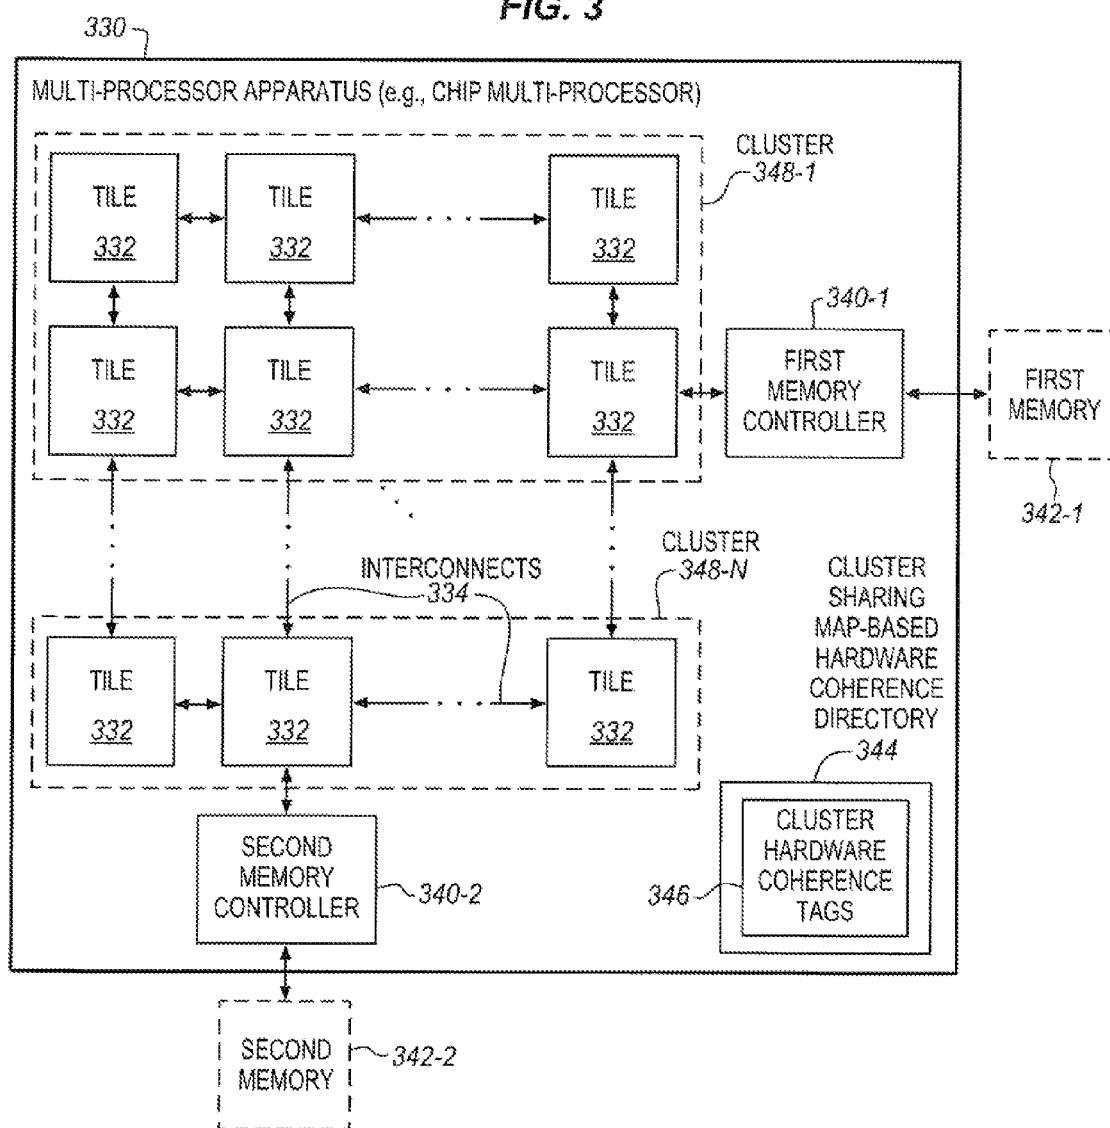 FIG. 3
330
MULTI-PROCESSOR APPARATUS (e.g., CHIP MULTI-PROCESSOR)
CLUSTER
348-1
TILE
332
TILE
332
TILE
332
340-1
TILE
332
TILE
332
TILE
332
FIRST
MEMORY
CONTROLLER
FIRST
MEMORY
342-1
INTERCONNECTS
334
CLUSTER
348-N
CLUSTER
SHARING
MAP-BASED
HARDWARE
COHERENCE
DIRECTORY
344
TILE
332
TILE
332
TILE
332
CLUSTER
HARDWARE
COHERENCE
TAGS
346
SECOND
MEMORY
CONTROLLER
340-2
SECOND
MEMORY
342-2